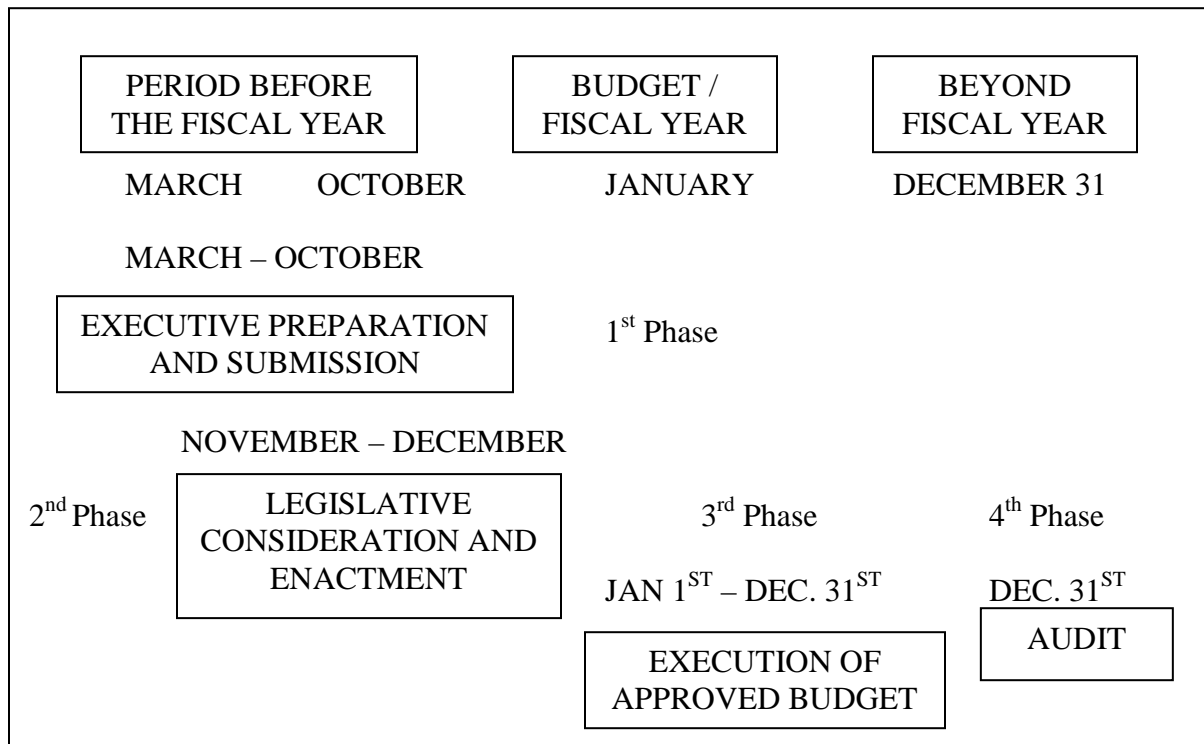 PERIOD BEFORE
THE FISCAL YEAR
BUDGET /
FISCAL YEAR
BEYOND
FISCAL YEAR
MARCH OCTOBER JANUARY DECEMBER 31
MARCH – OCTOBER
EXECUTIVE PREPARATION
AND SUBMISSION
1st Phase
NOVEMBER – DECEMBER
2nd Phase
LEGISLATIVE
CONSIDERATION AND
ENACTMENT
3rd Phase
JAN 1ST – DEC. 31ST
EXECUTION OF
APPROVED BUDGET
4th Phase
DEC. 31ST
AUDIT